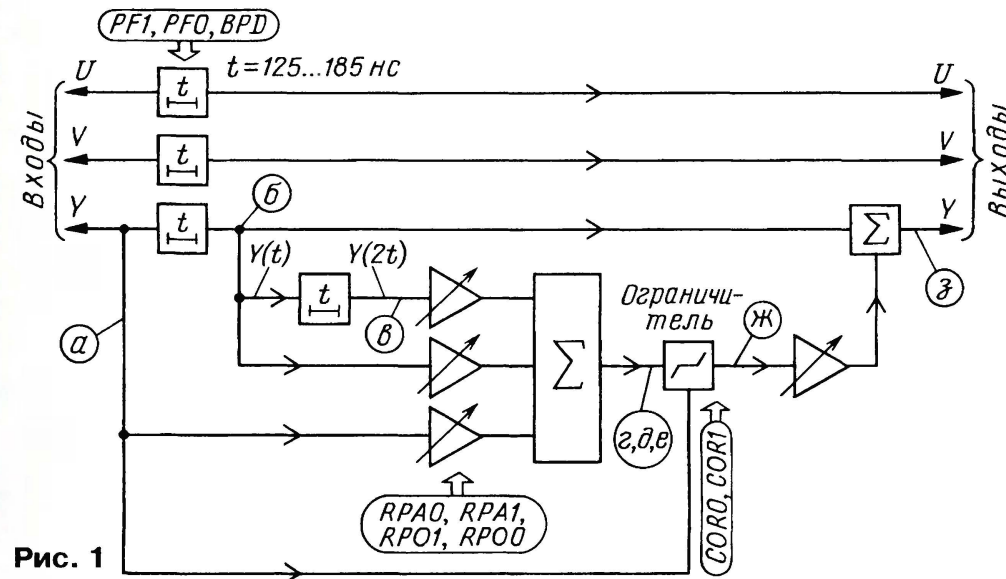 PF1, PF0, BPD
t=125...185 нс
Входы
U
t
U
V
t
V
Y
t
Y
Выходы
б
Y(t)
t
Y(2t)
в
а
Σ
Σ
з
Ограничи-
тель
ж
г,д,е
RPA0, RPA1,
RPO1, RPO0
COR0, COR1
Рис. 1